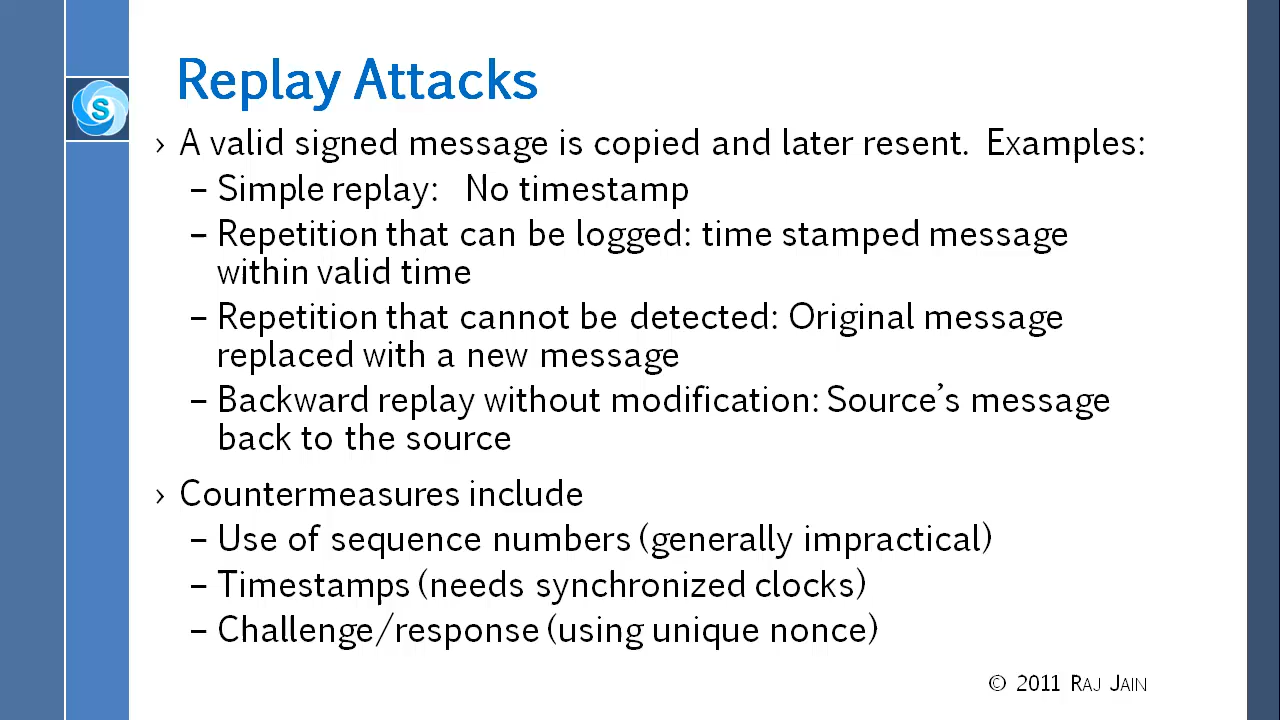 S
Replay Attacks
› A valid signed message is copied and later resent. Examples:
– Simple replay: No timestamp
– Repetition that can be logged: time stamped message
within valid time
– Repetition that cannot be detected: Original message
replaced with a new message
– Backward replay without modification: Source’s message
back to the source
› Countermeasures include
– Use of sequence numbers (generally impractical)
– Timestamps (needs synchronized clocks)
– Challenge/response (using unique nonce)
© 2011 RAJ JAIN